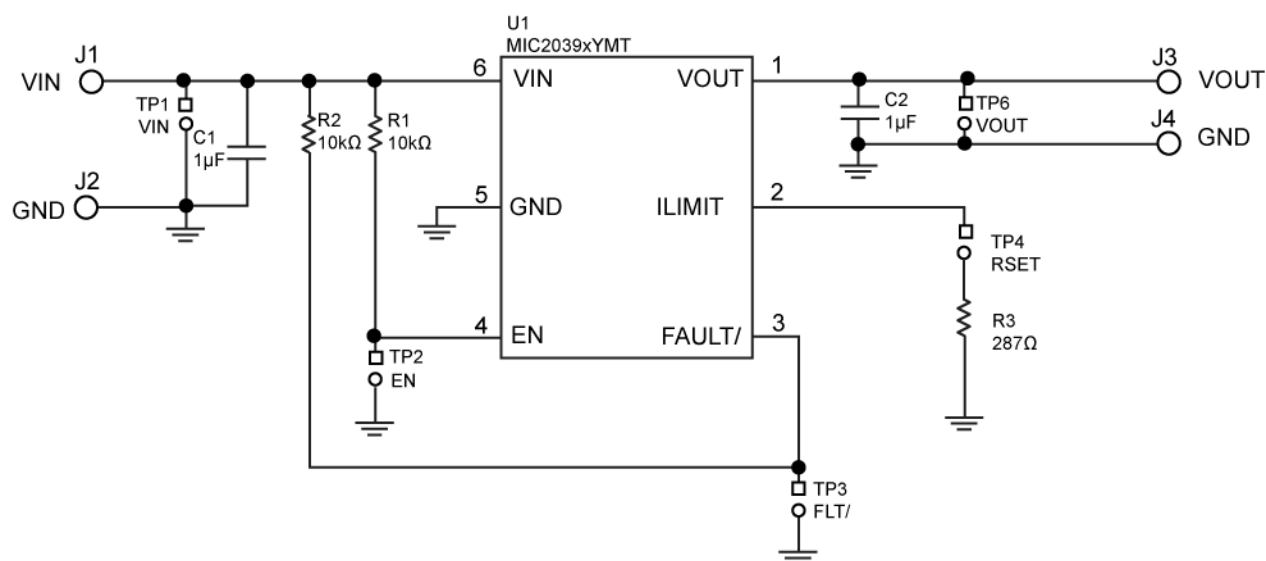 U1
MIC2039xYMT
J1
VIN
TP1
VIN
C1
1µF
J2
GND
R2
10kΩ
R1
10kΩ
6
VIN
5
GND
4
EN
TP2
EN
VOUT
1
ILIMIT
2
FAULT/
3
C2
1µF
TP6
VOUT
J3
VOUT
J4
GND
TP4
RSET
R3
287Ω
TP3
FLT/